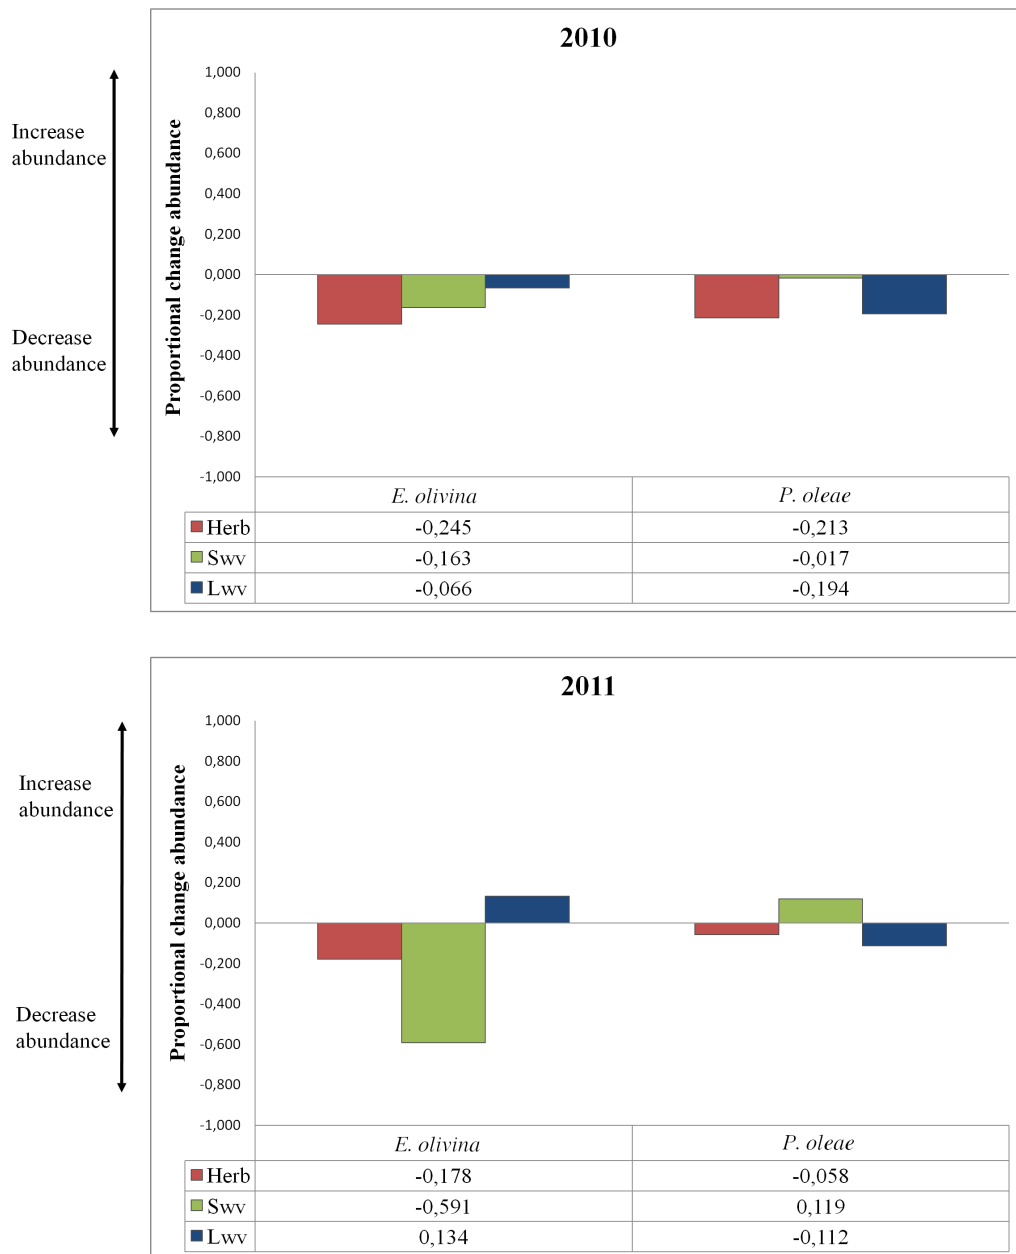 2010
Increase
abundance
Decrease
abundance
Proportional change abundance
1,000
0,800
0,600
0,400
0,200
0,000
-0,200
-0,400
-0,600
-0,800
-1,000
E. olivina P. oleae
Herb -0,245 -0,213
Swv -0,163 -0,017
Lwv -0,066 -0,194
2011
Increase
abundance
Decrease
abundance
Proportional change abundance
1,000
0,800
0,600
0,400
0,200
0,000
-0,200
-0,400
-0,600
-0,800
-1,000
E. olivina P. oleae
Herb -0,178 -0,058
Swv -0,591 0,119
Lwv 0,134 -0,112